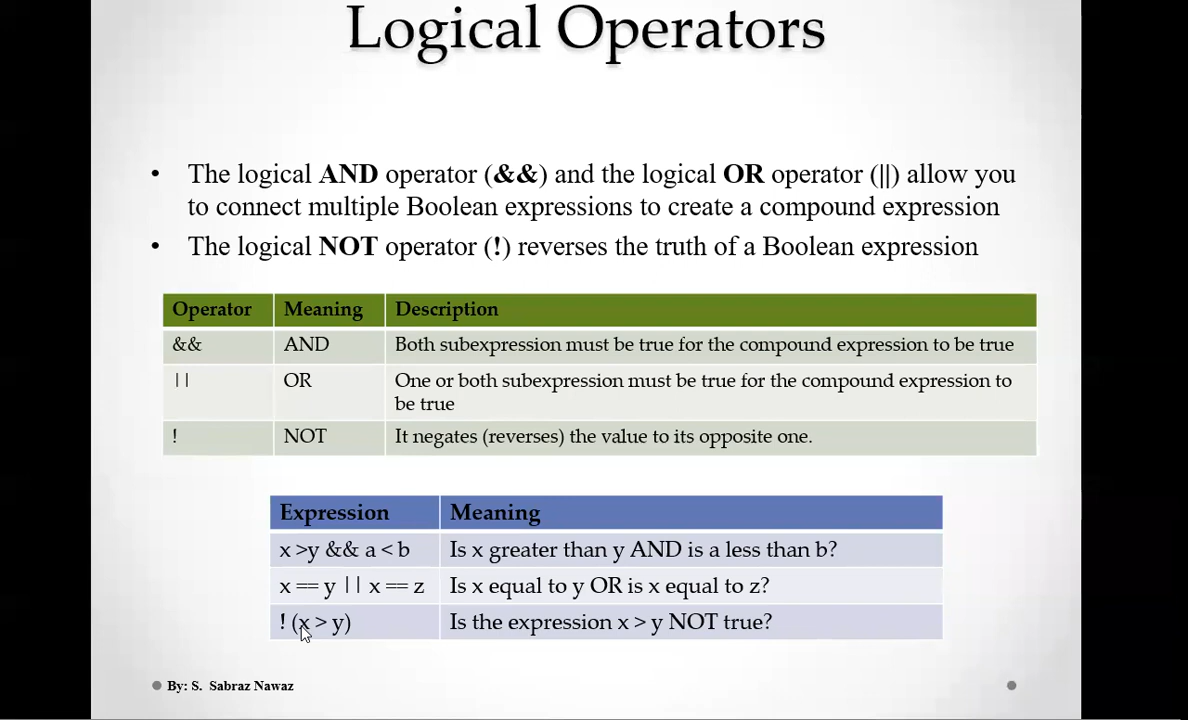 Logical Operators
• The logical AND operator (&&) and the logical OR operator (||) allow you
to connect multiple Boolean expressions to create a compound expression
• The logical NOT operator (!) reverses the truth of a Boolean expression
Operator Meaning Description
&& AND Both subexpression must be true for the compound expression to be true
|| OR One or both subexpression must be true for the compound expression to
be true
! NOT It negates (reverses) the value to its opposite one.
Expression Meaning
x >y && a < b Is x greater than y AND is a less than b?
x == y || x == z Is x equal to y OR is x equal to z?
! (x > y) Is the expression x > y NOT true?
By: S. Sabraz Nawaz